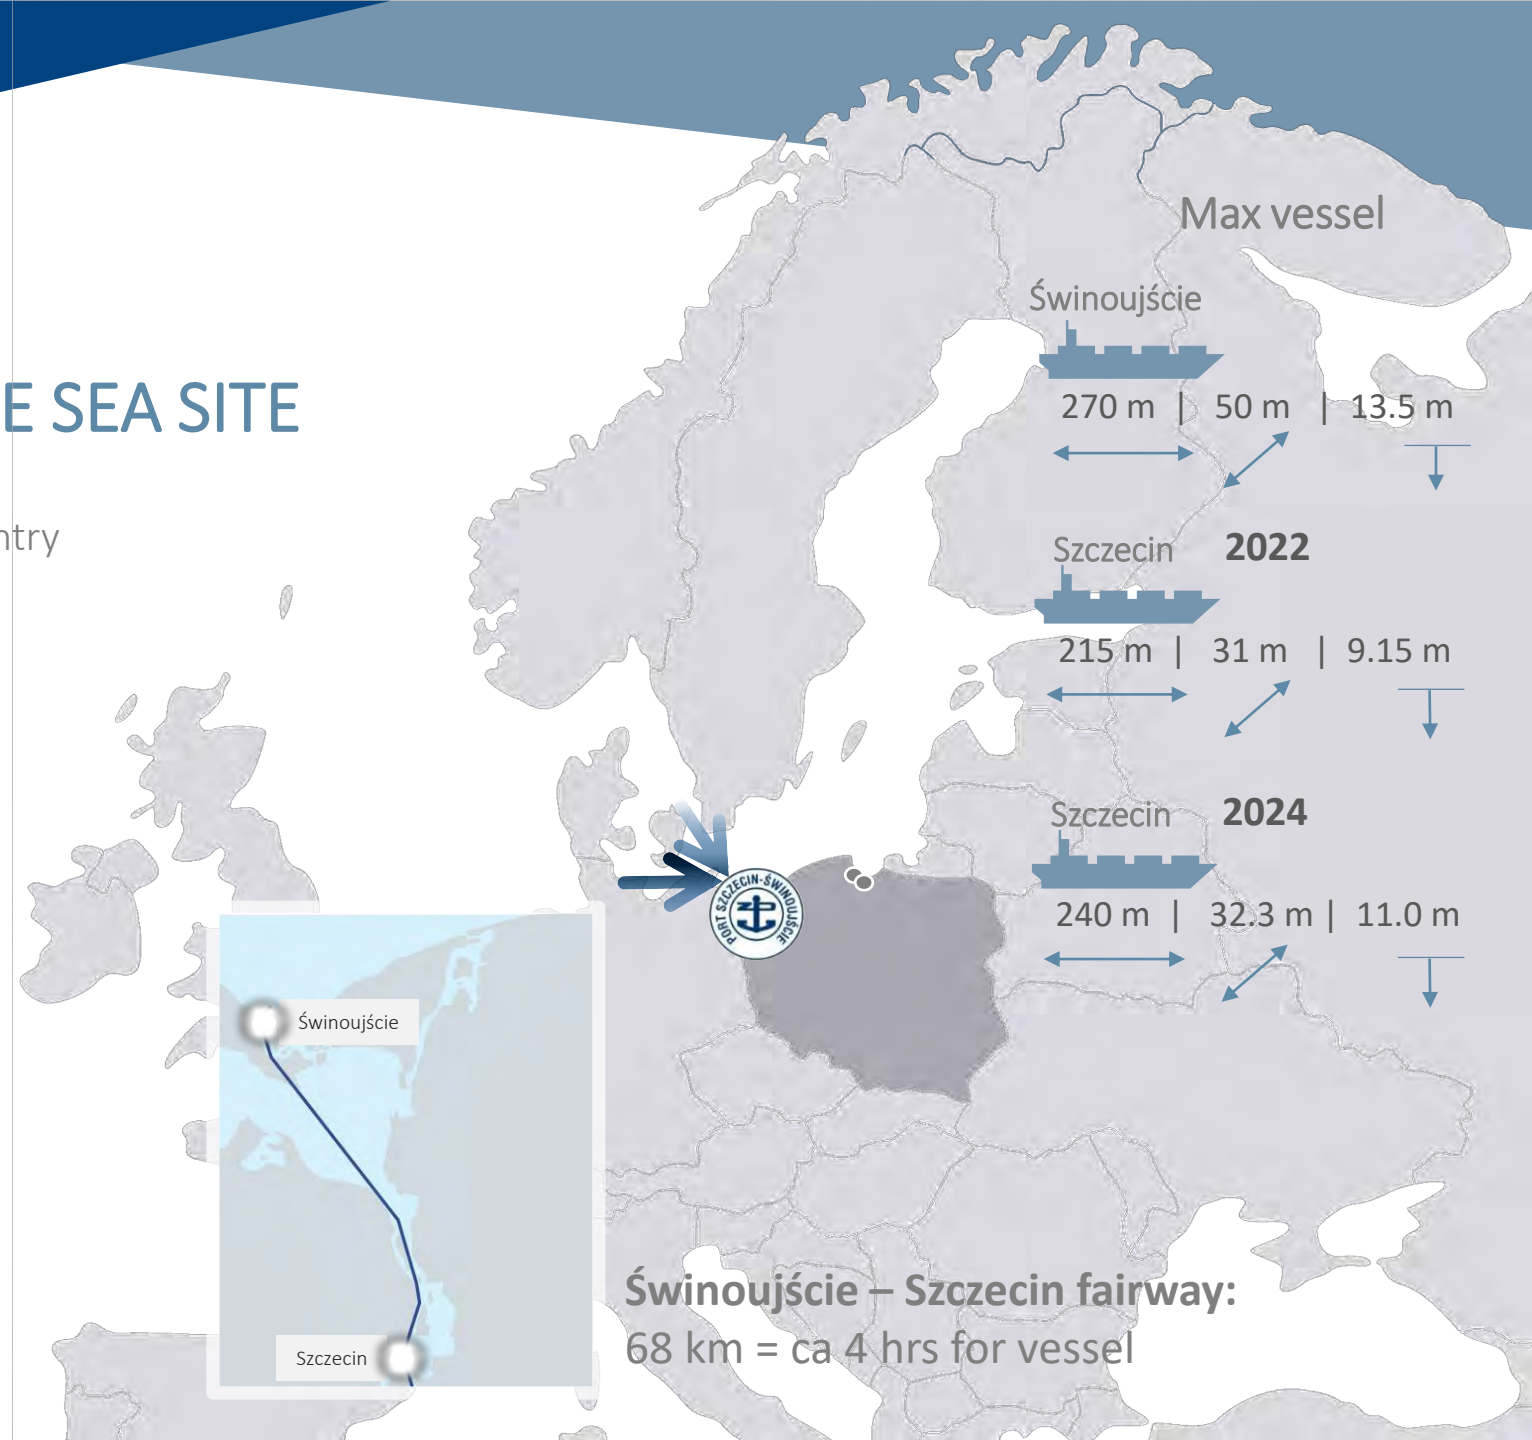 Max vessel
Świnoujście
270 m | 50 m | 13.5 m
E SEA SITE
ntry
Szczecin 2022
215 m | 31 m | 9.15 m
Szczecin 2024
240 m | 32.3 m | 11.0 m
PORT SZCZECIN-ŚWINOUJŚCIE
Świnoujście
Szczecin
Świnoujście – Szczecin fairway:
68 km = ca 4 hrs for vessel